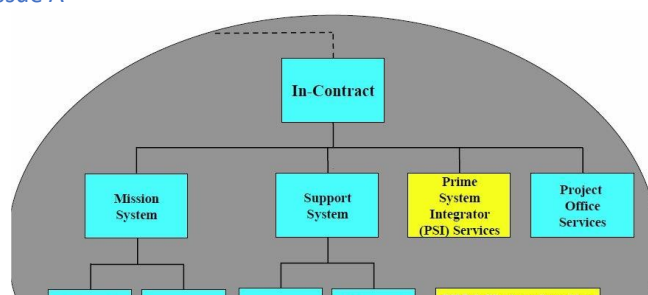 In-Contract
Mission
System
Support
System
Prime
System
Integrator
(PSI) Services
Project
Office
Services